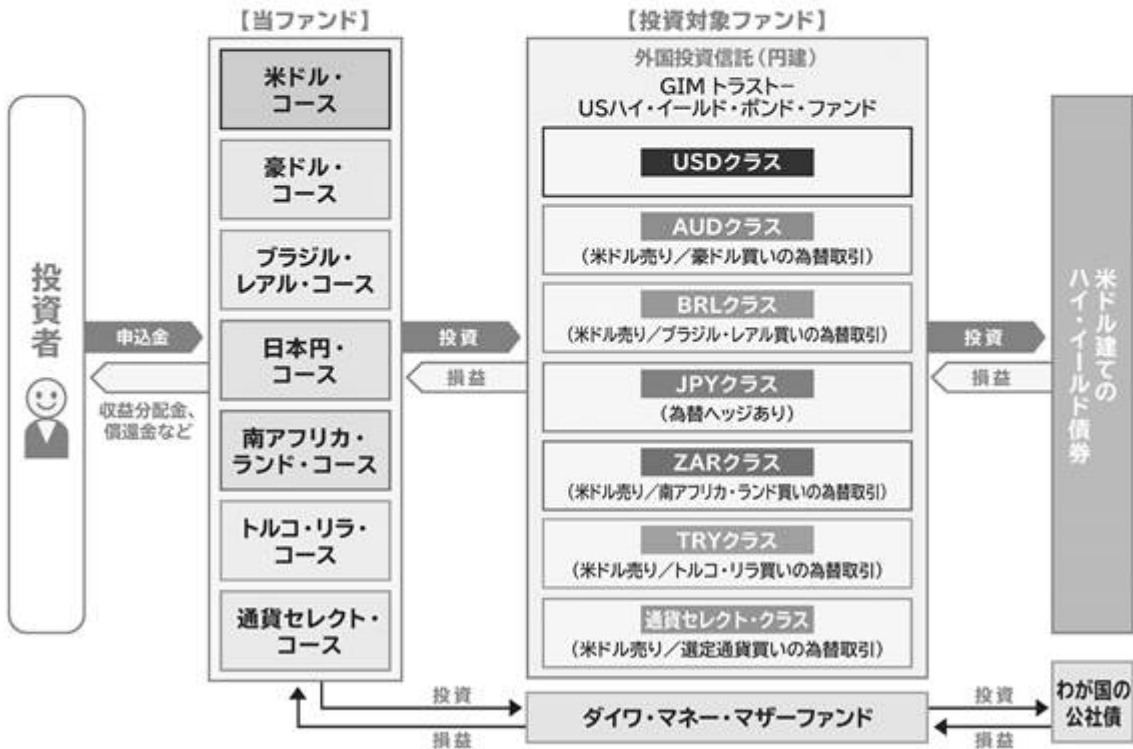 【当ファンド】
【投資対象ファンド】
投資者
申込金
収益分配金、
償還金など
米ドル・
コース
豪ドル・
コース
ブラジル・
レアル・コース
日本円・
コース
南アフリカ・
ランド・コース
トルコ・リラ・
コース
通貨セレクト・
コース
投資
損益
外国投資信託（円建）
GIM トラストー
USハイ・イールド・ボンド・ファンド
USDクラス
AUDクラス
（米ドル売り／豪ドル買いの為替取引）
BRLクラス
（米ドル売り／ブラジル・レアル買いの為替取引）
JPYクラス
（為替ヘッジあり）
ZARクラス
（米ドル売り／南アフリカ・ランド買いの為替取引）
TRYクラス
（米ドル売り／トルコ・リラ買いの為替取引）
通貨セレクト・クラス
（米ドル売り／選定通貨買いの為替取引）
投資
損益
米ドル建ての
ハイ・イールド債券
投資
損益
ダイワ・マネー・マザーファンド
投資
損益
わが国の
公社債